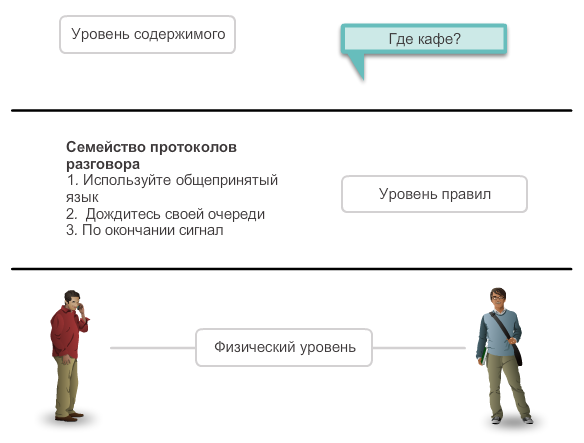 Уровень содержимого
Где кафе?
Семейство протоколов
разговора
1. Используйте общепринятый
язык
2. Дождитесь своей очереди
3. По окончании сигнал
Уровень правил
Физический уровень